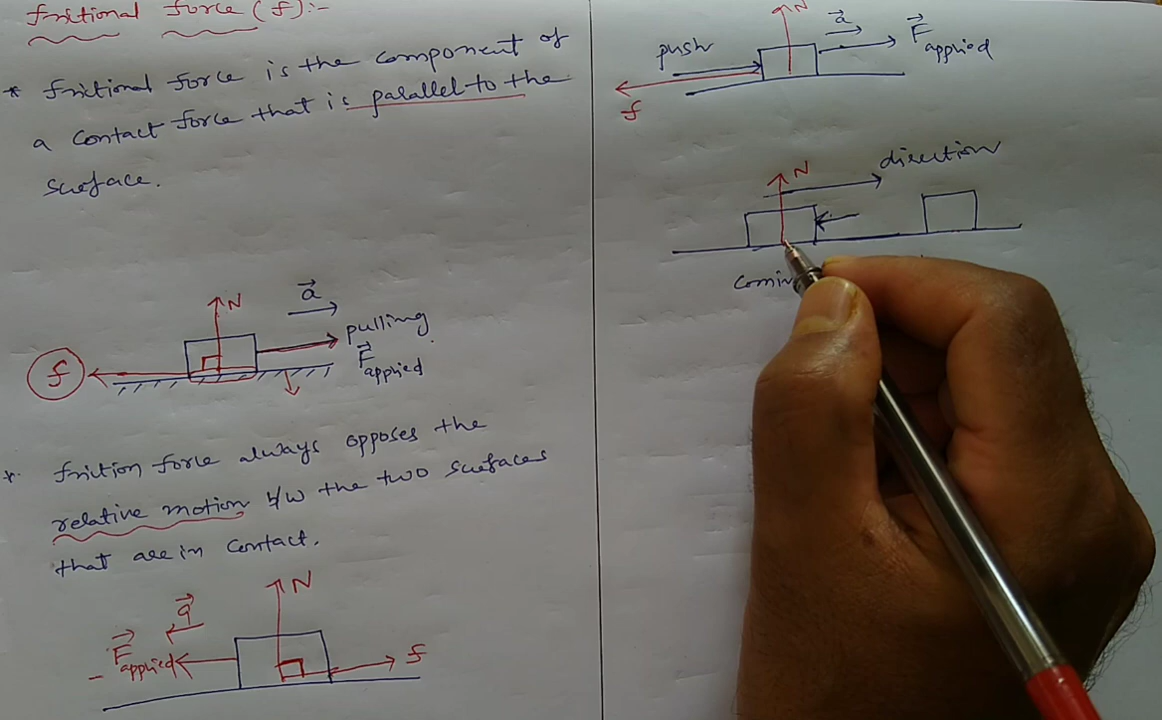 frictional force (f):-
* frictional force is the component of
a contact force that is parallel to the
surface.
N
a
pulling
F applied
f
* friction force always opposes the
relative motion b/w the two surfaces
that are in contact.
N
a
F applied
f
N
a
push
F applied
f
direction
N